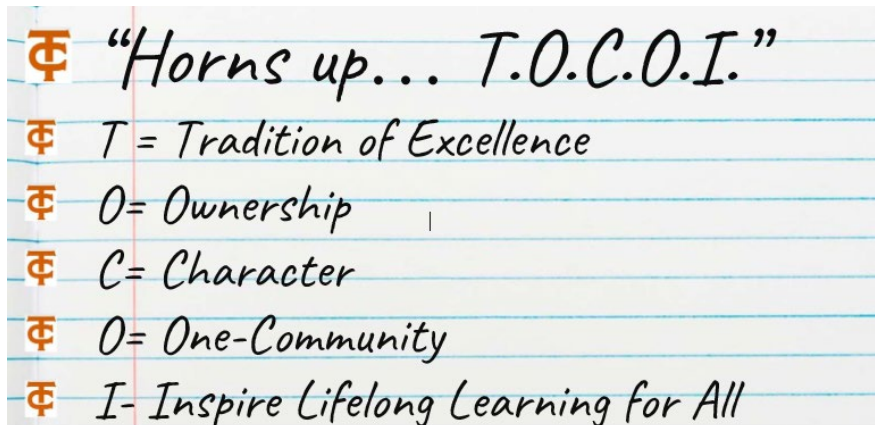 “Horns up... T.O.C.O.I.”
T = Tradition of Excellence
O= Ownership
C= Character
O= One-Community
I- Inspire Lifelong Learning for All